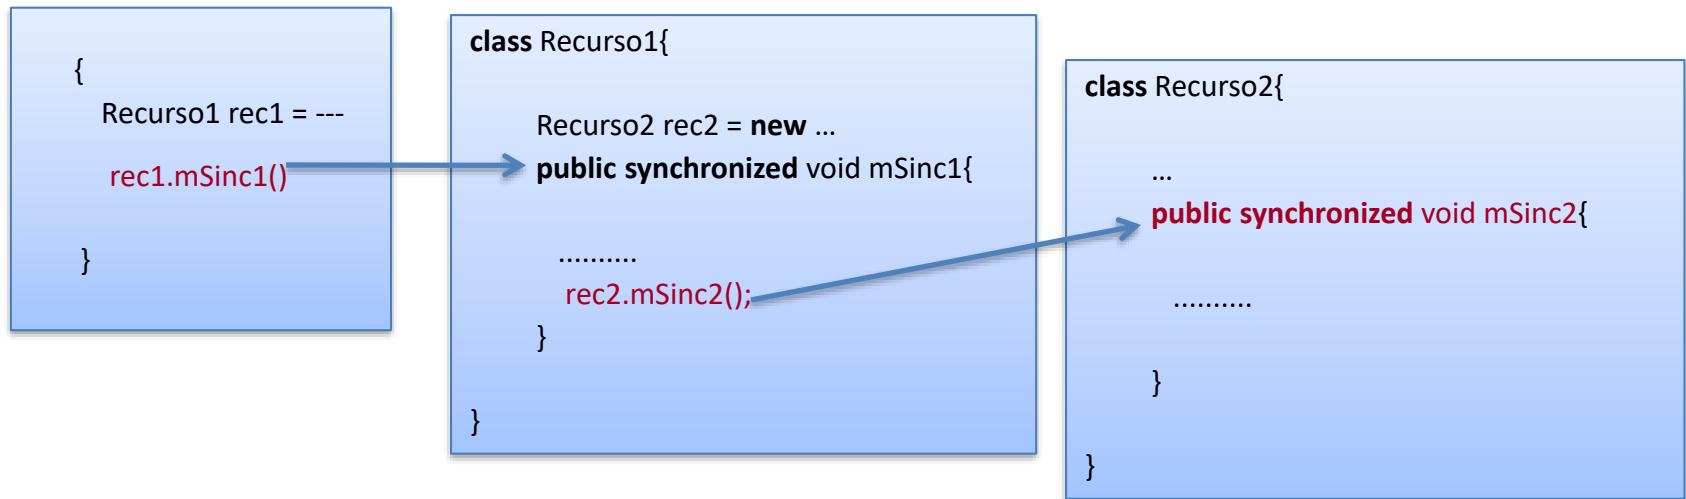 {
Recurso1 rec1 = ---
rec1.mSinc1()
}
class Recurso1{
Recurso2 rec2 = new …
public synchronized void mSinc1{
..........
rec2.mSinc2();
}
}
class Recurso2{
…
public synchronized void mSinc2{
..........
}
}